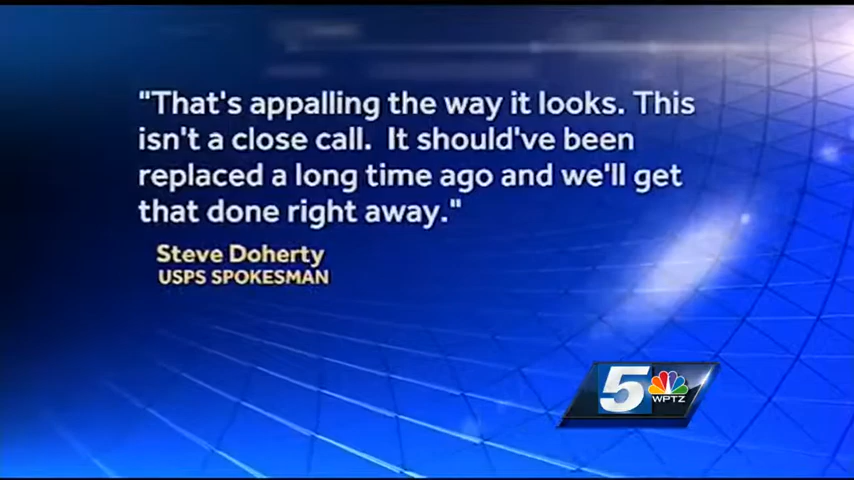 "That's appalling the way it looks. This
isn't a close call.  It should've been
replaced a long time ago and we'll get
that done right away."
Steve Doherty
USPS SPOKESMAN
5
WPTZ